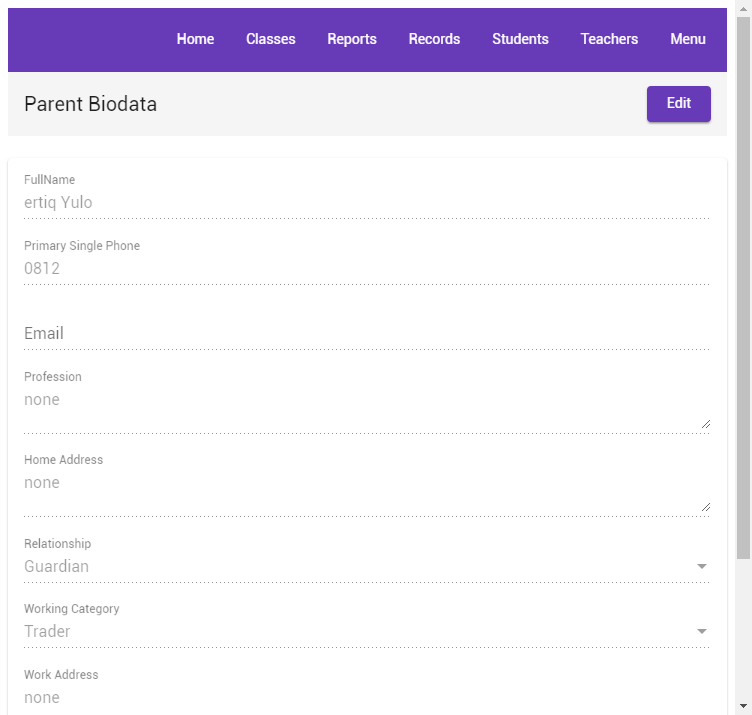 Home Classes Reports Records Students Teachers Menu
Parent Biodata Edit
FullName
ertiq Yulo
Primary Single Phone
0812
Email
Profession
none
Home Address
none
Relationship
Guardian
Working Category
Trader
Work Address
none